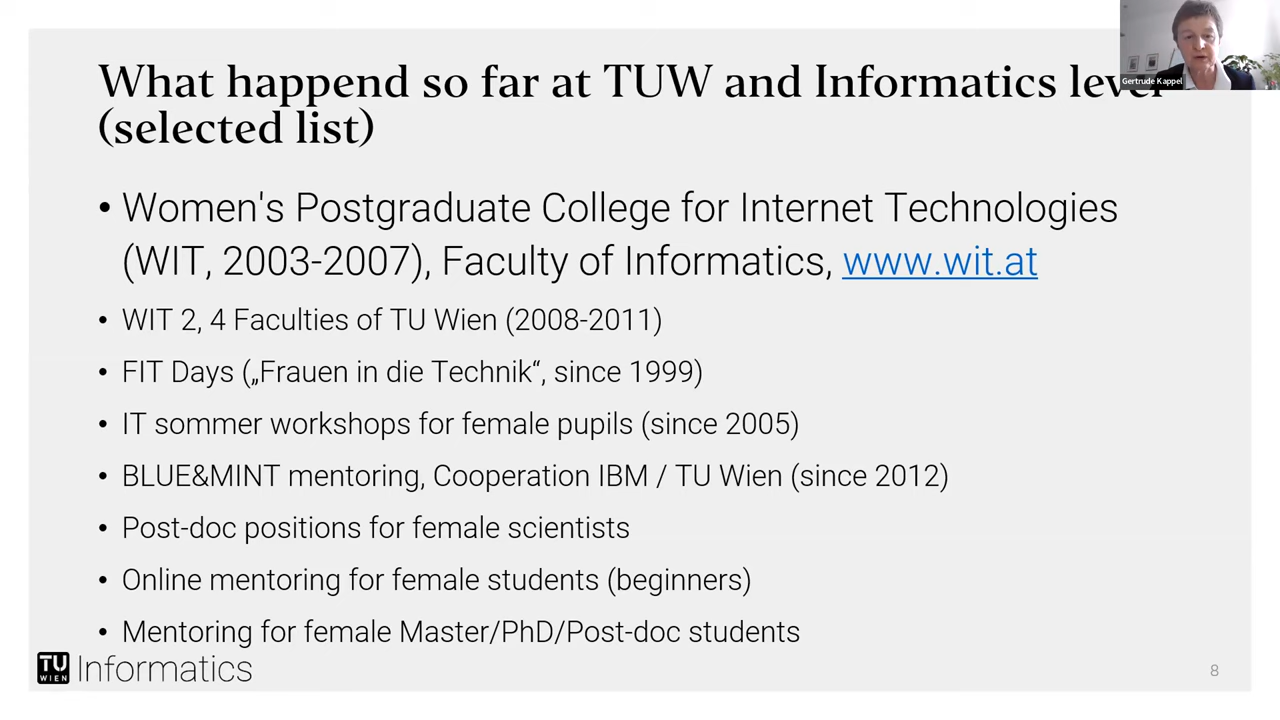 What happend so far at TUW and Informatics level
(selected list)
Gertrude Kappel
• Women's Postgraduate College for Internet Technologies
(WIT, 2003-2007), Faculty of Informatics, www.wit.at
• WIT 2, 4 Faculties of TU Wien (2008-2011)
• FIT Days („Frauen in die Technik“, since 1999)
• IT sommer workshops for female pupils (since 2005)
• BLUE&MINT mentoring, Cooperation IBM / TU Wien (since 2012)
• Post-doc positions for female scientists
• Online mentoring for female students (beginners)
• Mentoring for female Master/PhD/Post-doc students
TU WIEN Informatics
8